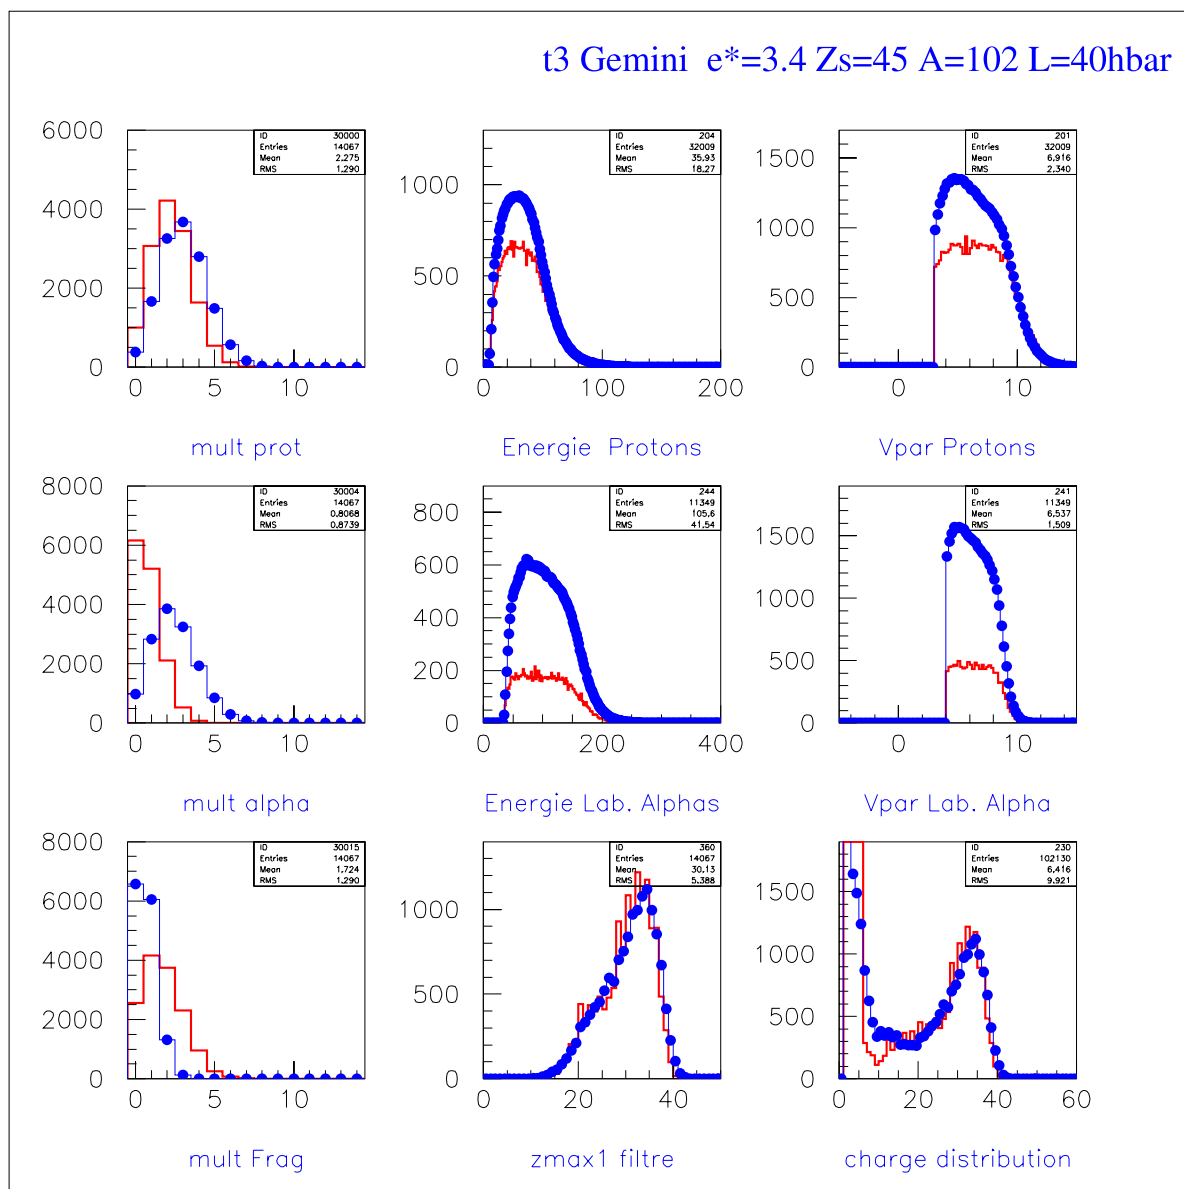 t3 Gemini  e*=3.4 Zs=45 A=102 L=40hbar
ID 30000
Entries 14067
Mean 2.275
RMS 1.290
6000
4000
2000
0
0 5 10
mult prot
ID 204
Entries 32009
Mean 35.93
RMS 18.27
1000
500
0
0 100 200
Energie  Protons
ID 201
Entries 32009
Mean 6.916
RMS 2.340
1500
1000
500
0
0 10
Vpar Protons
ID 30004
Entries 14067
Mean 0.8068
RMS 0.8739
8000
6000
4000
2000
0
0 5 10
mult alpha
ID 244
Entries 11349
Mean 105.6
RMS 41.54
800
600
400
200
0
0 200 400
Energie Lab. Alphas
ID 241
Entries 11349
Mean 6.537
RMS 1.509
1500
1000
500
0
0 10
Vpar Lab. Alpha
ID 30015
Entries 14067
Mean 1.724
RMS 1.290
8000
6000
4000
2000
0
0 5 10
mult Frag
ID 360
Entries 14067
Mean 30.13
RMS 5.388
1000
500
0
0 20 40
zmax1 filtre
ID 230
Entries 102130
Mean 6.416
RMS 9.921
1500
1000
500
0
0 20 40 60
charge distribution